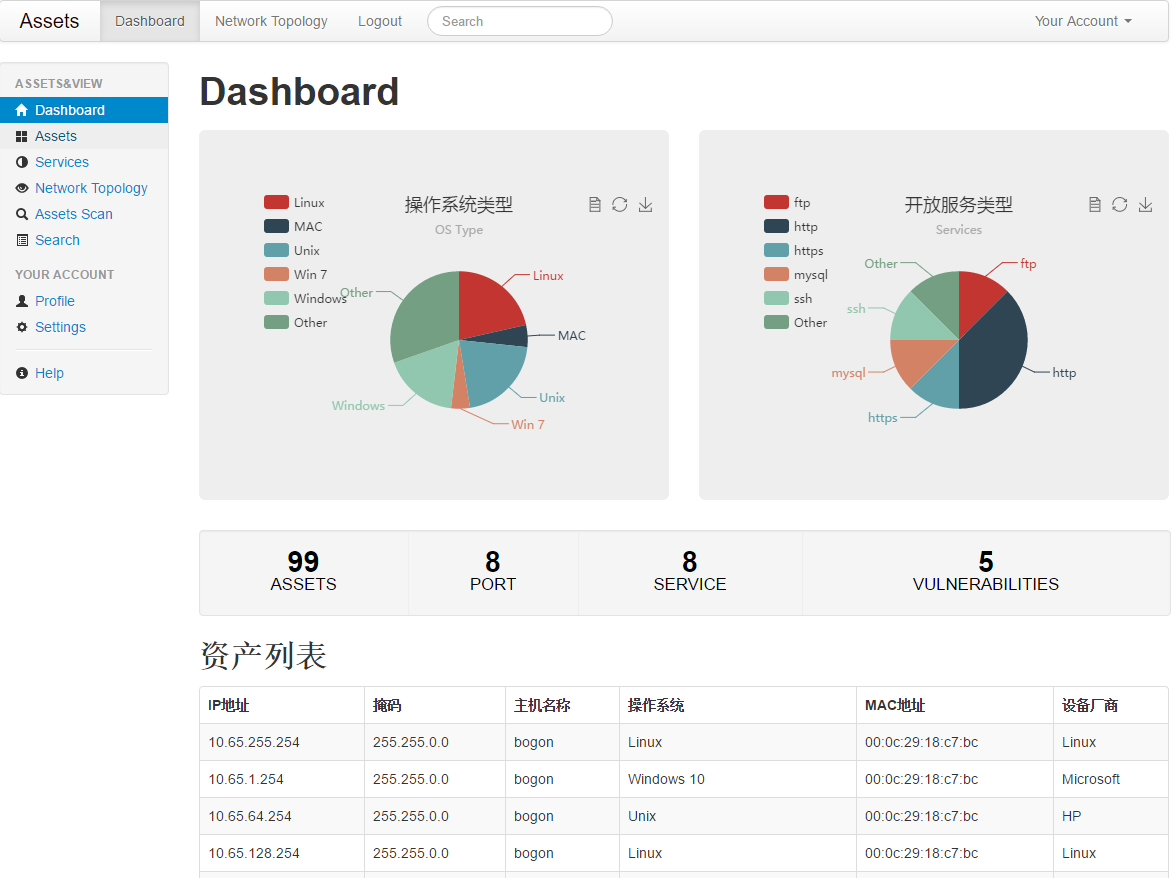 Assets Dashboard Network Topology Logout Search Your Account
ASSETS&VIEW
Dashboard
Assets
Services
Network Topology
Assets Scan
Search
YOUR ACCOUNT
Profile
Settings
Help
Dashboard
操作系统类型
OS Type
Linux
MAC
Unix
Win 7
Windows
Other
Linux
MAC
Unix
Win 7
Windows
Other
开放服务类型
Services
ftp
http
https
mysql
ssh
Other
ftp
http
https
mysql
ssh
Other
99 8 8 5
ASSETS PORT SERVICE VULNERABILITIES
资产列表
IP地址 掩码 主机名称 操作系统 MAC地址 设备厂商
10.65.255.254 255.255.0.0 bogon Linux 00:0c:29:18:c7:bc Linux
10.65.1.254 255.255.0.0 bogon Windows 10 00:0c:29:18:c7:bc Microsoft
10.65.64.254 255.255.0.0 bogon Unix 00:0c:29:18:c7:bc HP
10.65.128.254 255.255.0.0 bogon Linux 00:0c:29:18:c7:bc Linux